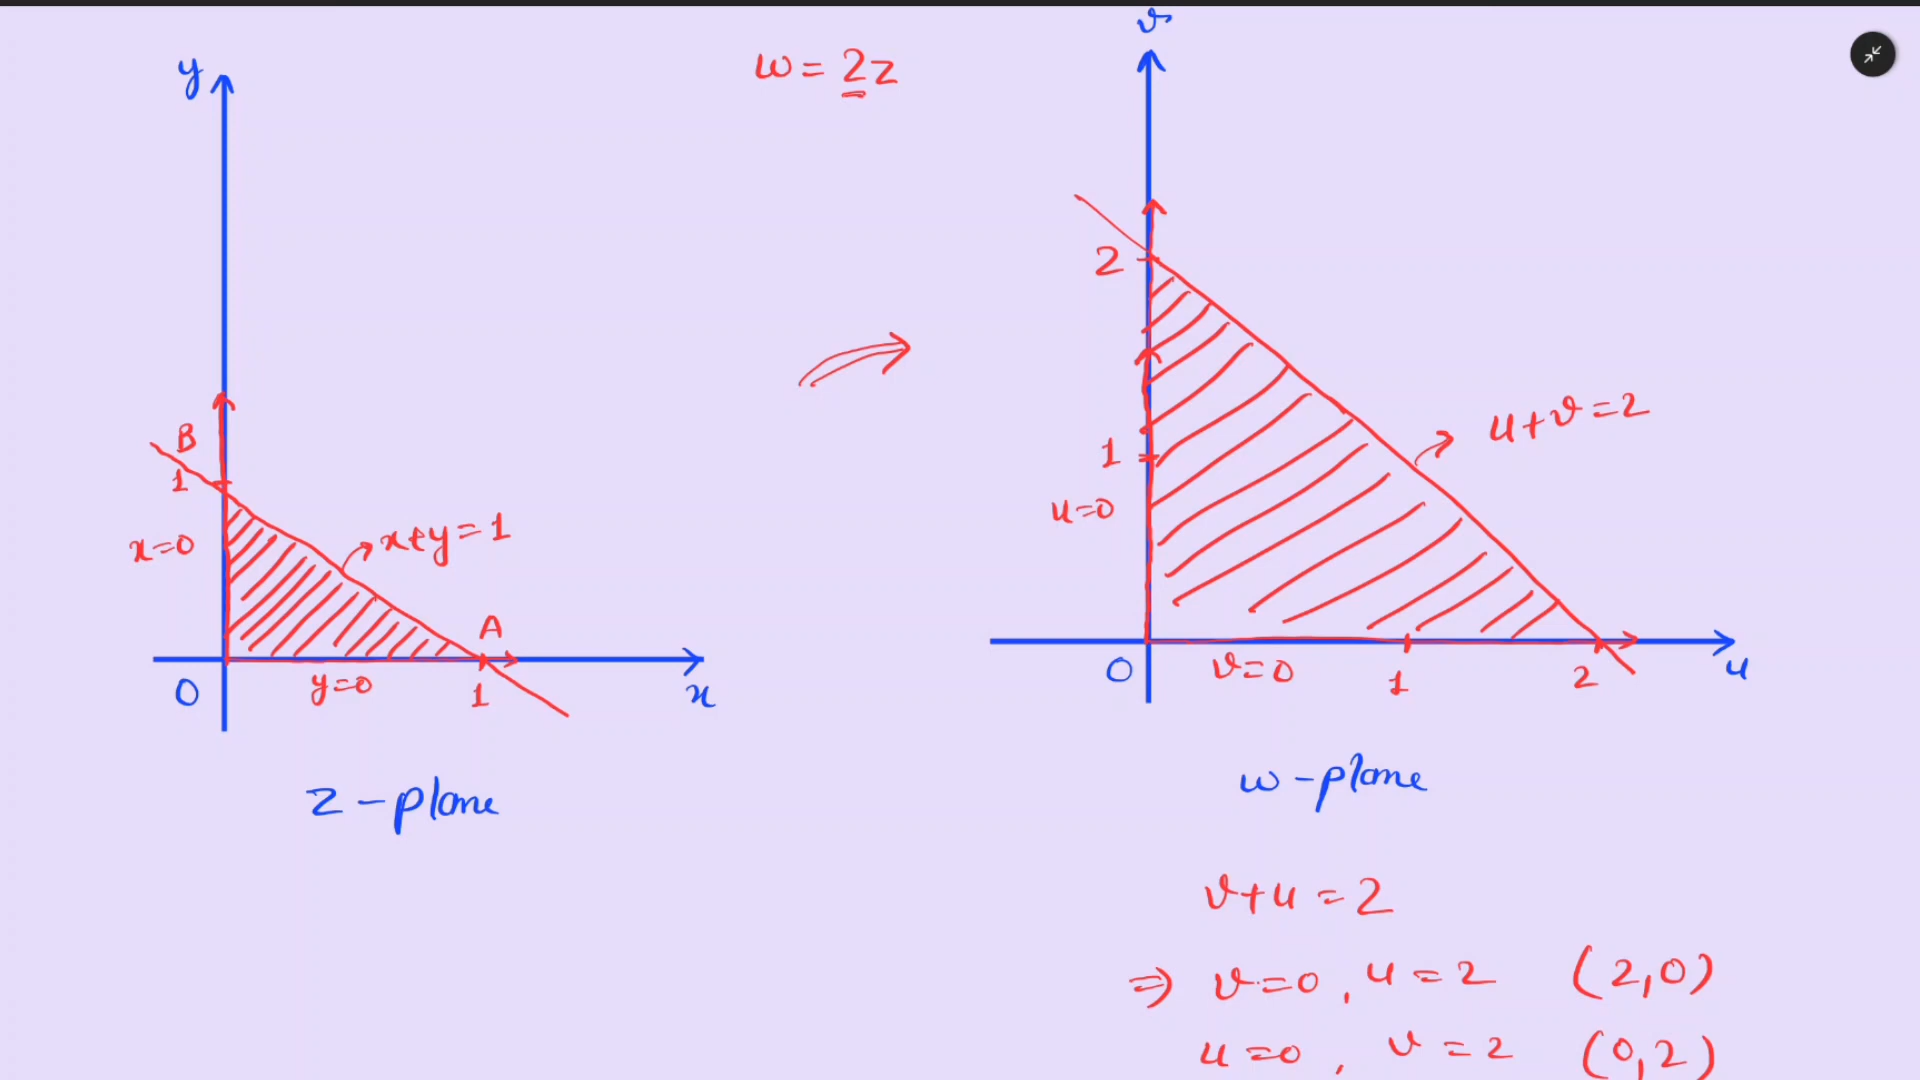 w = 2z
y
B
1
x=0
x+y=1
A
O
y=0
1
x
z-plane
v
2
u+v=2
1
u=0
O
v=0
1
2
u
w-plane
v+u=2
⇒ v=0, u=2 (2,0)
u=0, v=2 (0,2)